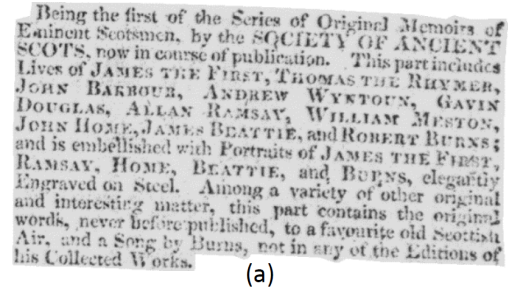 Being the first of the Series of Original Memoirs of
Eminent Scotsmen, by the SOCIETY OF ANCIENT
SCOTS, now in course of publication. This part includes
Lives of JAMES THE FIRST, THOMAS THE RHYMER,
JOHN BARBOUR, ANDREW WYNTOUN, GAVIN
DOUGLAS, ALLAN RAMSAY, WILLIAM MESTON,
JOHN HOME, JAMES BEATTIE, and ROBERT BURNS;
and is embellished with Portraits of JAMES THE FIRST,
RAMSAY, HOME, BEATTIE, and BURNS, elegantly
Engraved on Steel. Among a variety of other original
and interesting matter, this part contains the original
words, never before published, to a favourite old Scottish
Air, and a Song by Burns, not in any of the Editions of
his Collected Works.
(a)